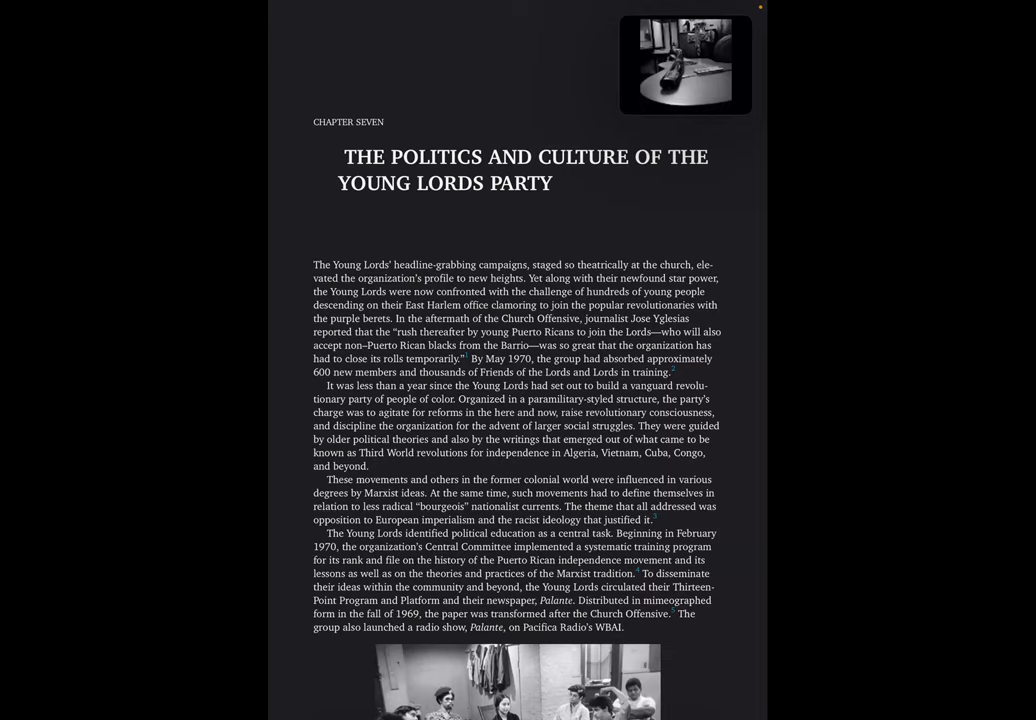 CHAPTER SEVEN
THE POLITICS AND CULTURE OF THE
YOUNG LORDS PARTY
The Young Lords’ headline-grabbing campaigns, staged so theatrically at the church, ele-
vated the organization’s profile to new heights. Yet along with their newfound star power,
the Young Lords were now confronted with the challenge of hundreds of young people
descending on their East Harlem office clamoring to join the popular revolutionaries with
the purple berets. In the aftermath of the Church Offensive, journalist Jose Yglesias
reported that the “rush thereafter by young Puerto Ricans to join the Lords—who will also
accept non–Puerto Rican blacks from the Barrio—was so great that the organization has
had to close its rolls temporarily.”1 By May 1970, the group had absorbed approximately
600 new members and thousands of Friends of the Lords and Lords in training.2
It was less than a year since the Young Lords had set out to build a vanguard revolu-
tionary party of people of color. Organized in a paramilitary-styled structure, the party’s
charge was to agitate for reforms in the here and now, raise revolutionary consciousness,
and discipline the organization for the advent of larger social struggles. They were guided
by older political theories and also by the writings that emerged out of what came to be
known as Third World revolutions for independence in Algeria, Vietnam, Cuba, Congo,
and beyond.
These movements and others in the former colonial world were influenced in various
degrees by Marxist ideas. At the same time, such movements had to define themselves in
relation to less radical “bourgeois” nationalist currents. The theme that all addressed was
opposition to European imperialism and the racist ideology that justified it.3
The Young Lords identified political education as a central task. Beginning in February
1970, the organization’s Central Committee implemented a systematic training program
for its rank and file on the history of the Puerto Rican independence movement and its
lessons as well as on the theories and practices of the Marxist tradition.4 To disseminate
their ideas within the community and beyond, the Young Lords circulated their Thirteen-
Point Program and Platform and their newspaper, Palante. Distributed in mimeographed
form in the fall of 1969, the paper was transformed after the Church Offensive.5 The
group also launched a radio show, Palante, on Pacifica Radio’s WBAI.